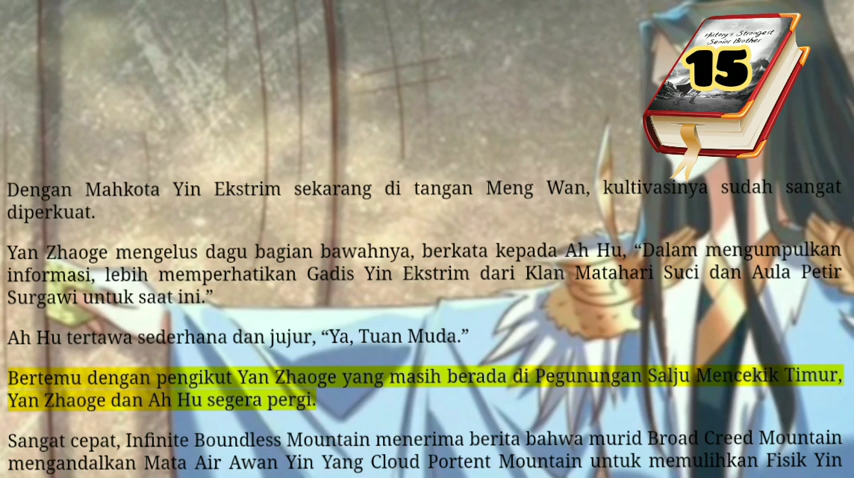 History's Strongest
Senior Brother
15
Dengan Mahkota Yin Ekstrim sekarang di tangan Meng Wan, kultivasinya sudah sangat
diperkuat.
Yan Zhaoge mengelus dagu bagian bawahnya, berkata kepada Ah Hu, “Dalam mengumpulkan
informasi, lebih memperhatikan Gadis Yin Ekstrim dari Klan Matahari Suci dan Aula Petir
Surgawi untuk saat ini.”
Ah Hu tertawa sederhana dan jujur, “Ya, Tuan Muda.”
Bertemu dengan pengikut Yan Zhaoge yang masih berada di Pegunungan Salju Mencekik Timur,
Yan Zhaoge dan Ah Hu segera pergi.
Sangat cepat, Infinite Boundless Mountain menerima berita bahwa murid Broad Creed Mountain
mengandalkan Mata Air Awan Yin Yang Cloud Portent Mountain untuk memulihkan Fisik Yin